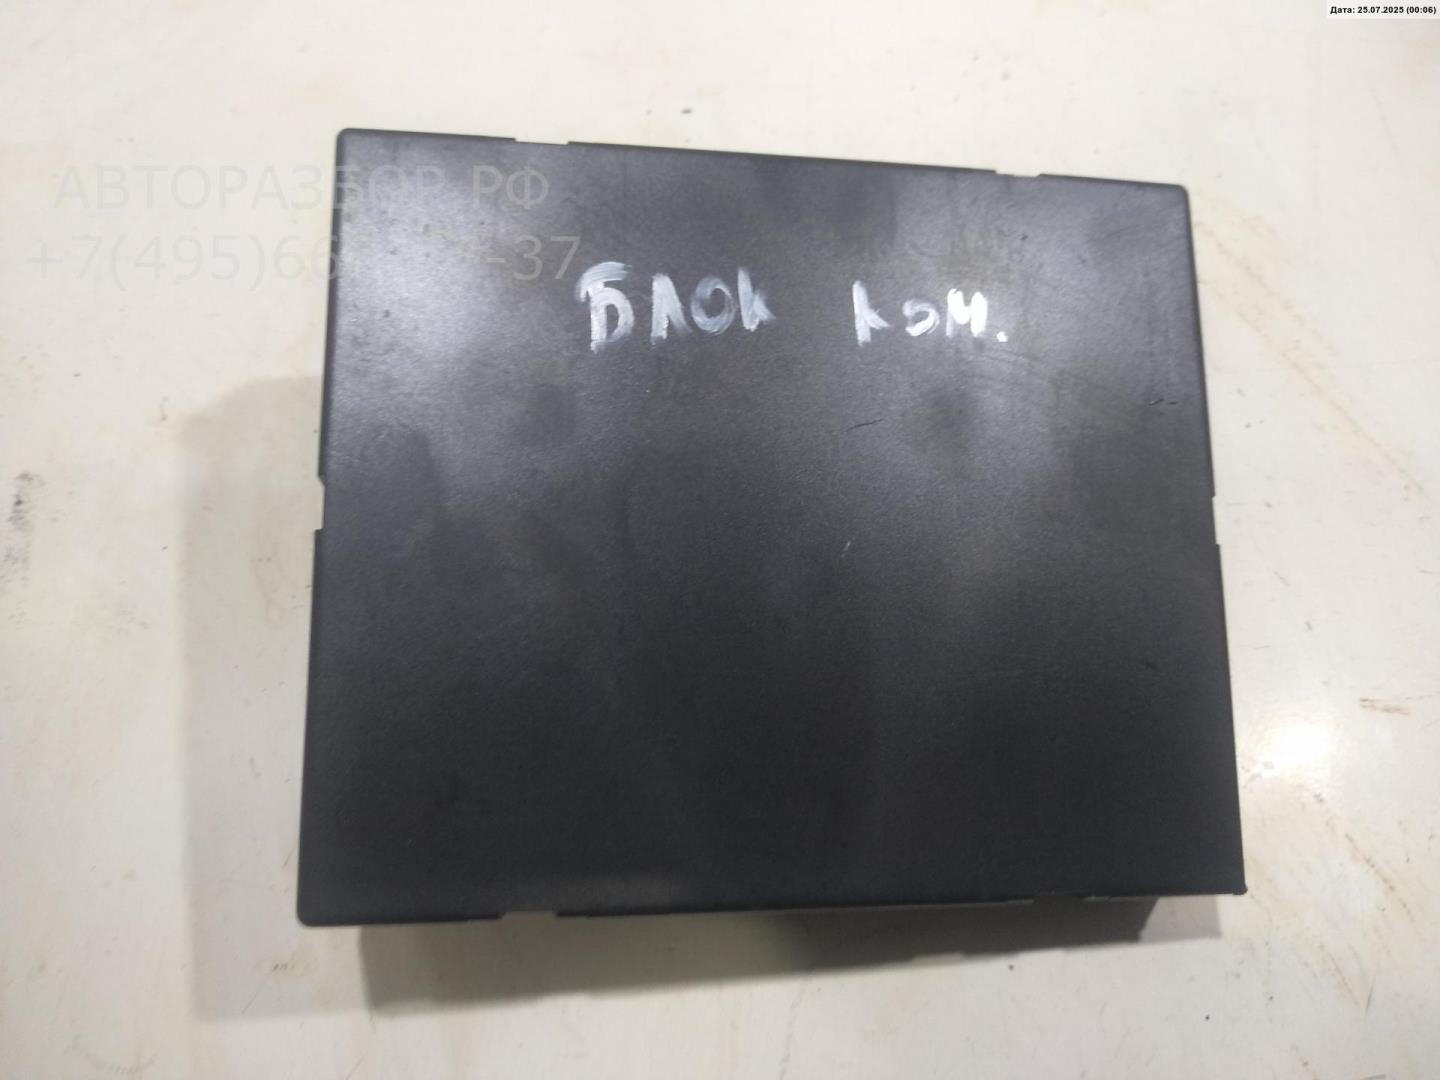 Дата: 25.07.2025 (00:06)
АВТОРАЗБОР.РФ
Блок ком.